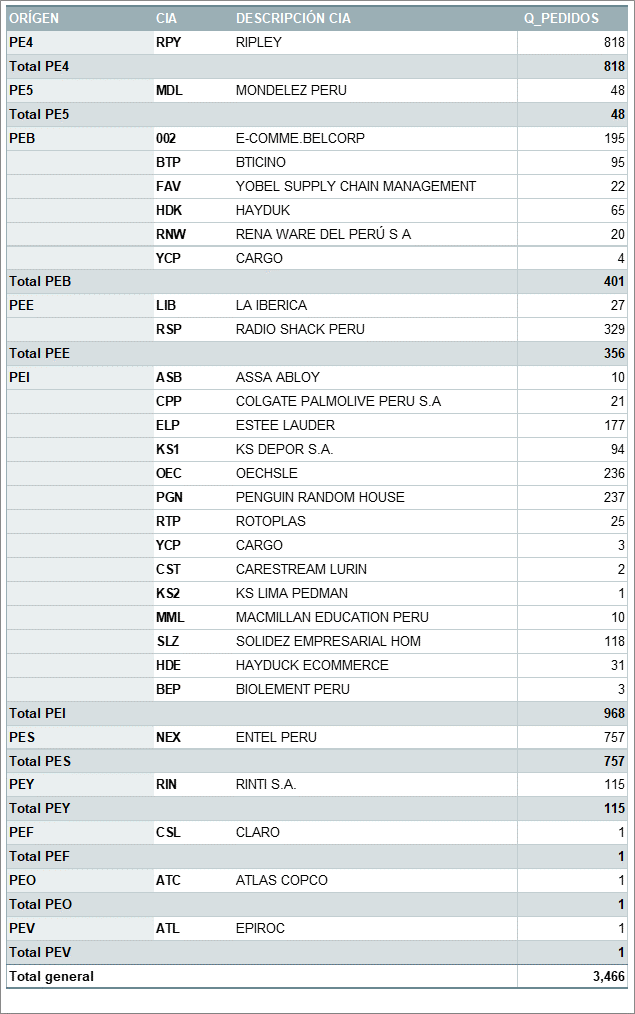 ORÍGEN CIA DESCRIPCIÓN CIA Q_PEDIDOS
PE4 RPY RIPLEY 818
Total PE4 818
PE5 MDL MONDELEZ PERU 48
Total PE5 48
PEB 002 E-COMME.BELCORP 195
BTP BTICINO 95
FAV YOBEL SUPPLY CHAIN MANAGEMENT 22
HDK HAYDUK 65
RNW RENA WARE DEL PERÚ S A 20
YCP CARGO 4
Total PEB 401
PEE LIB LA IBERICA 27
RSP RADIO SHACK PERU 329
Total PEE 356
PEI ASB ASSA ABLOY 10
CPP COLGATE PALMOLIVE PERU S.A 21
ELP ESTEE LAUDER 177
KS1 KS DEPOR S.A. 94
OEC OECHSLE 236
PGN PENGUIN RANDOM HOUSE 237
RTP ROTOPLAS 25
YCP CARGO 3
CST CARESTREAM LURIN 2
KS2 KS LIMA PEDMAN 1
MML MACMILLAN EDUCATION PERU 10
SLZ SOLIDEZ EMPRESARIAL HOM 118
HDE HAYDUCK ECOMMERCE 31
BEP BIOLEMENT PERU 3
Total PEI 968
PES NEX ENTEL PERU 757
Total PES 757
PEY RIN RINTI S.A. 115
Total PEY 115
PEF CSL CLARO 1
Total PEF 1
PEO ATC ATLAS COPCO 1
Total PEO 1
PEV ATL EPIROC 1
Total PEV 1
Total general 3,466